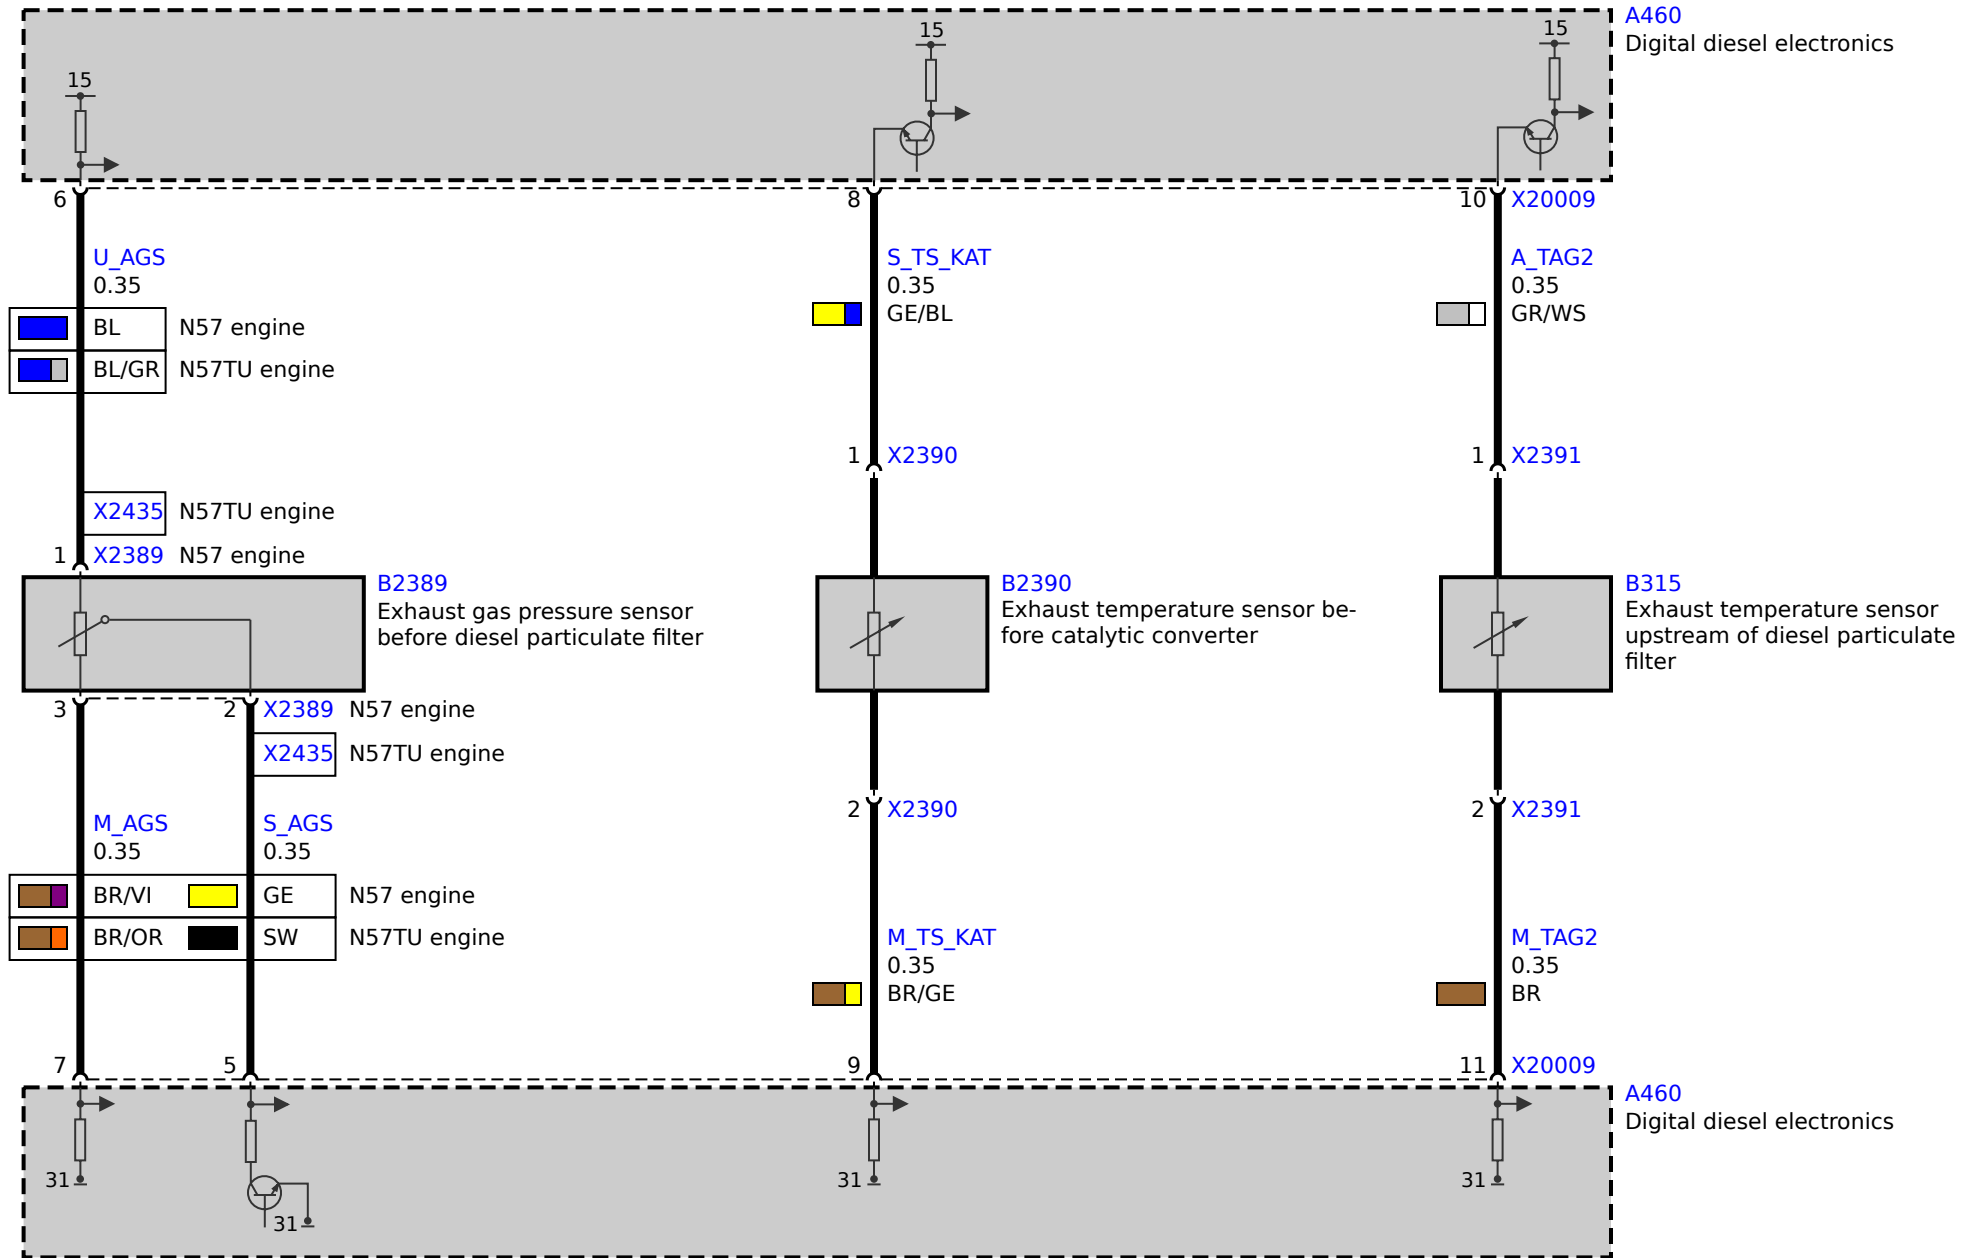 A460
Digital diesel electronics
15
15
15
6
8
10 X20009
U_AGS
0.35
BL N57 engine
BL/GR N57TU engine
S_TS_KAT
0.35
GE/BL
A_TAG2
0.35
GR/WS
1 X2390
1 X2391
X2435 N57TU engine
1 X2389 N57 engine
B2389
Exhaust gas pressure sensor
before diesel particulate filter
B2390
Exhaust temperature sensor be-
fore catalytic converter
B315
Exhaust temperature sensor
upstream of diesel particulate
filter
3
2 X2389 N57 engine
X2435 N57TU engine
2 X2390
2 X2391
M_AGS
0.35
S_AGS
0.35
BR/VI GE N57 engine
BR/OR SW N57TU engine
M_TS_KAT
0.35
BR/GE
M_TAG2
0.35
BR
7
5
9
11 X20009
A460
Digital diesel electronics
31
31
31
31